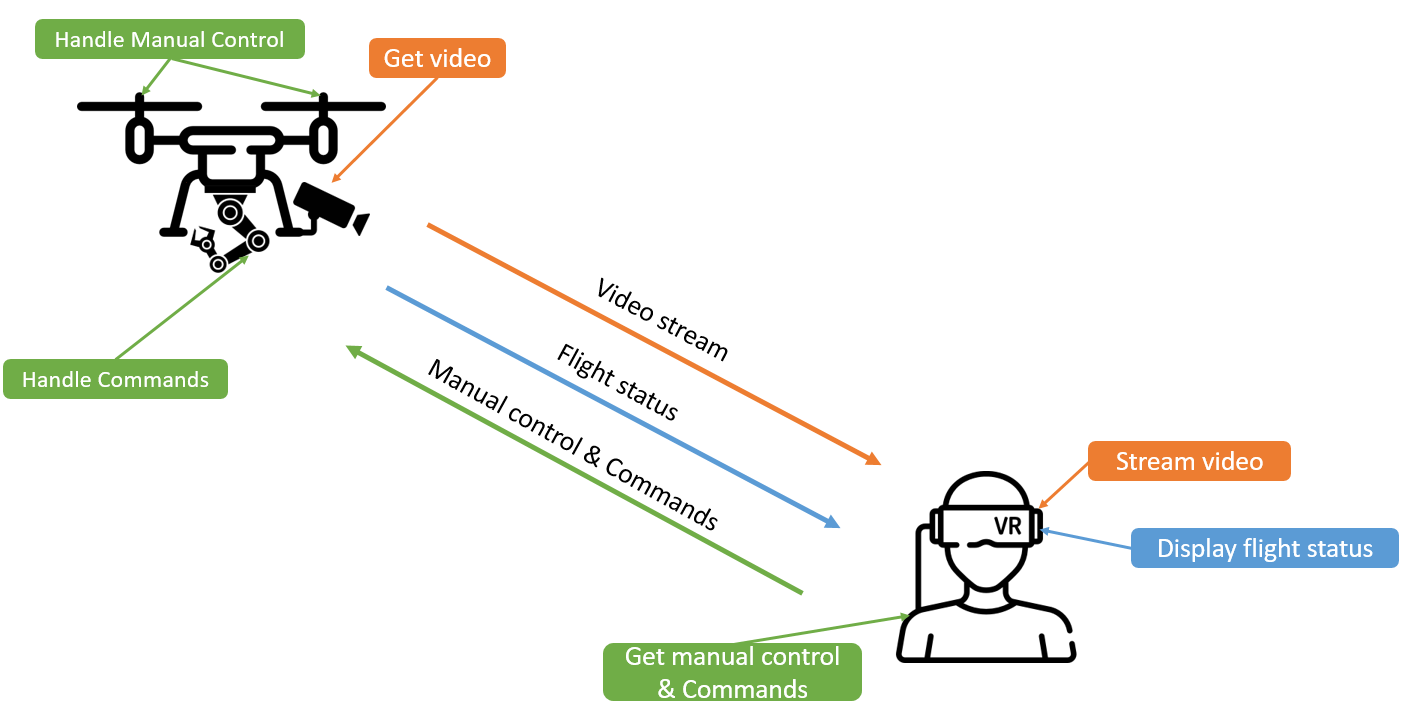 Handle Manual Control
Get video
Video stream
Flight status
Manual control & Commands
Handle Commands
Stream video
VR
Display flight status
Get manual control
& Commands